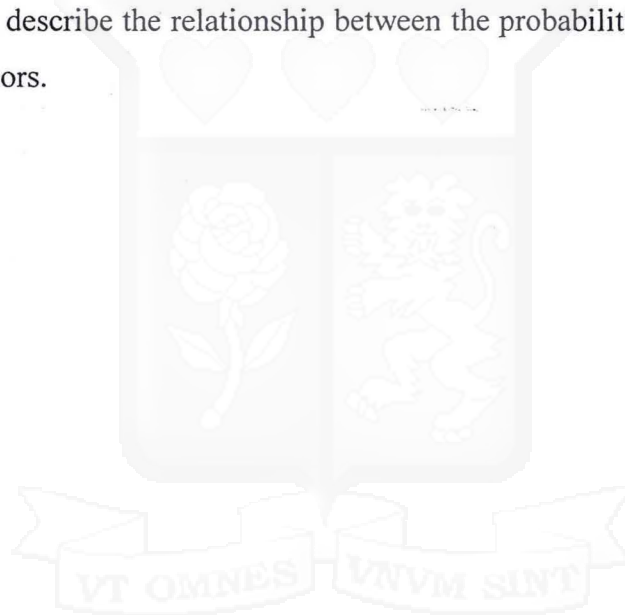 describe the relationship between the probabilit
ors.
VT OMNES VNVM SINT